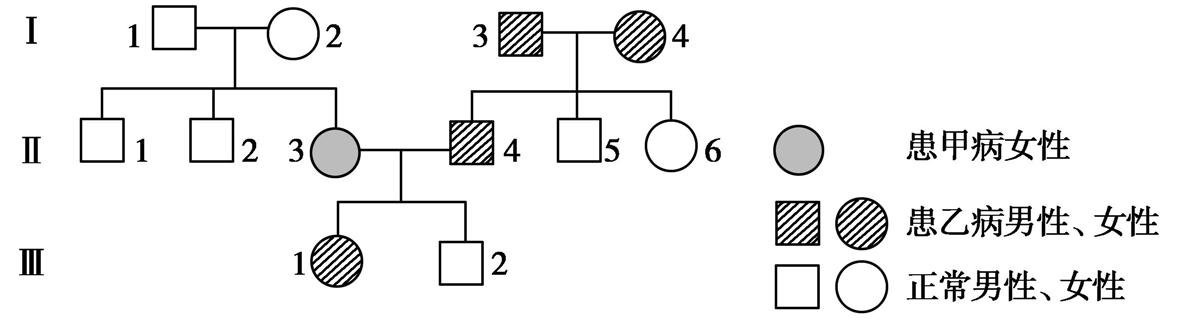 Ⅰ 1 2 3 4
Ⅱ 1 2 3 4 5 6
Ⅲ 1 2
患甲病女性
患乙病男性、女性
正常男性、女性